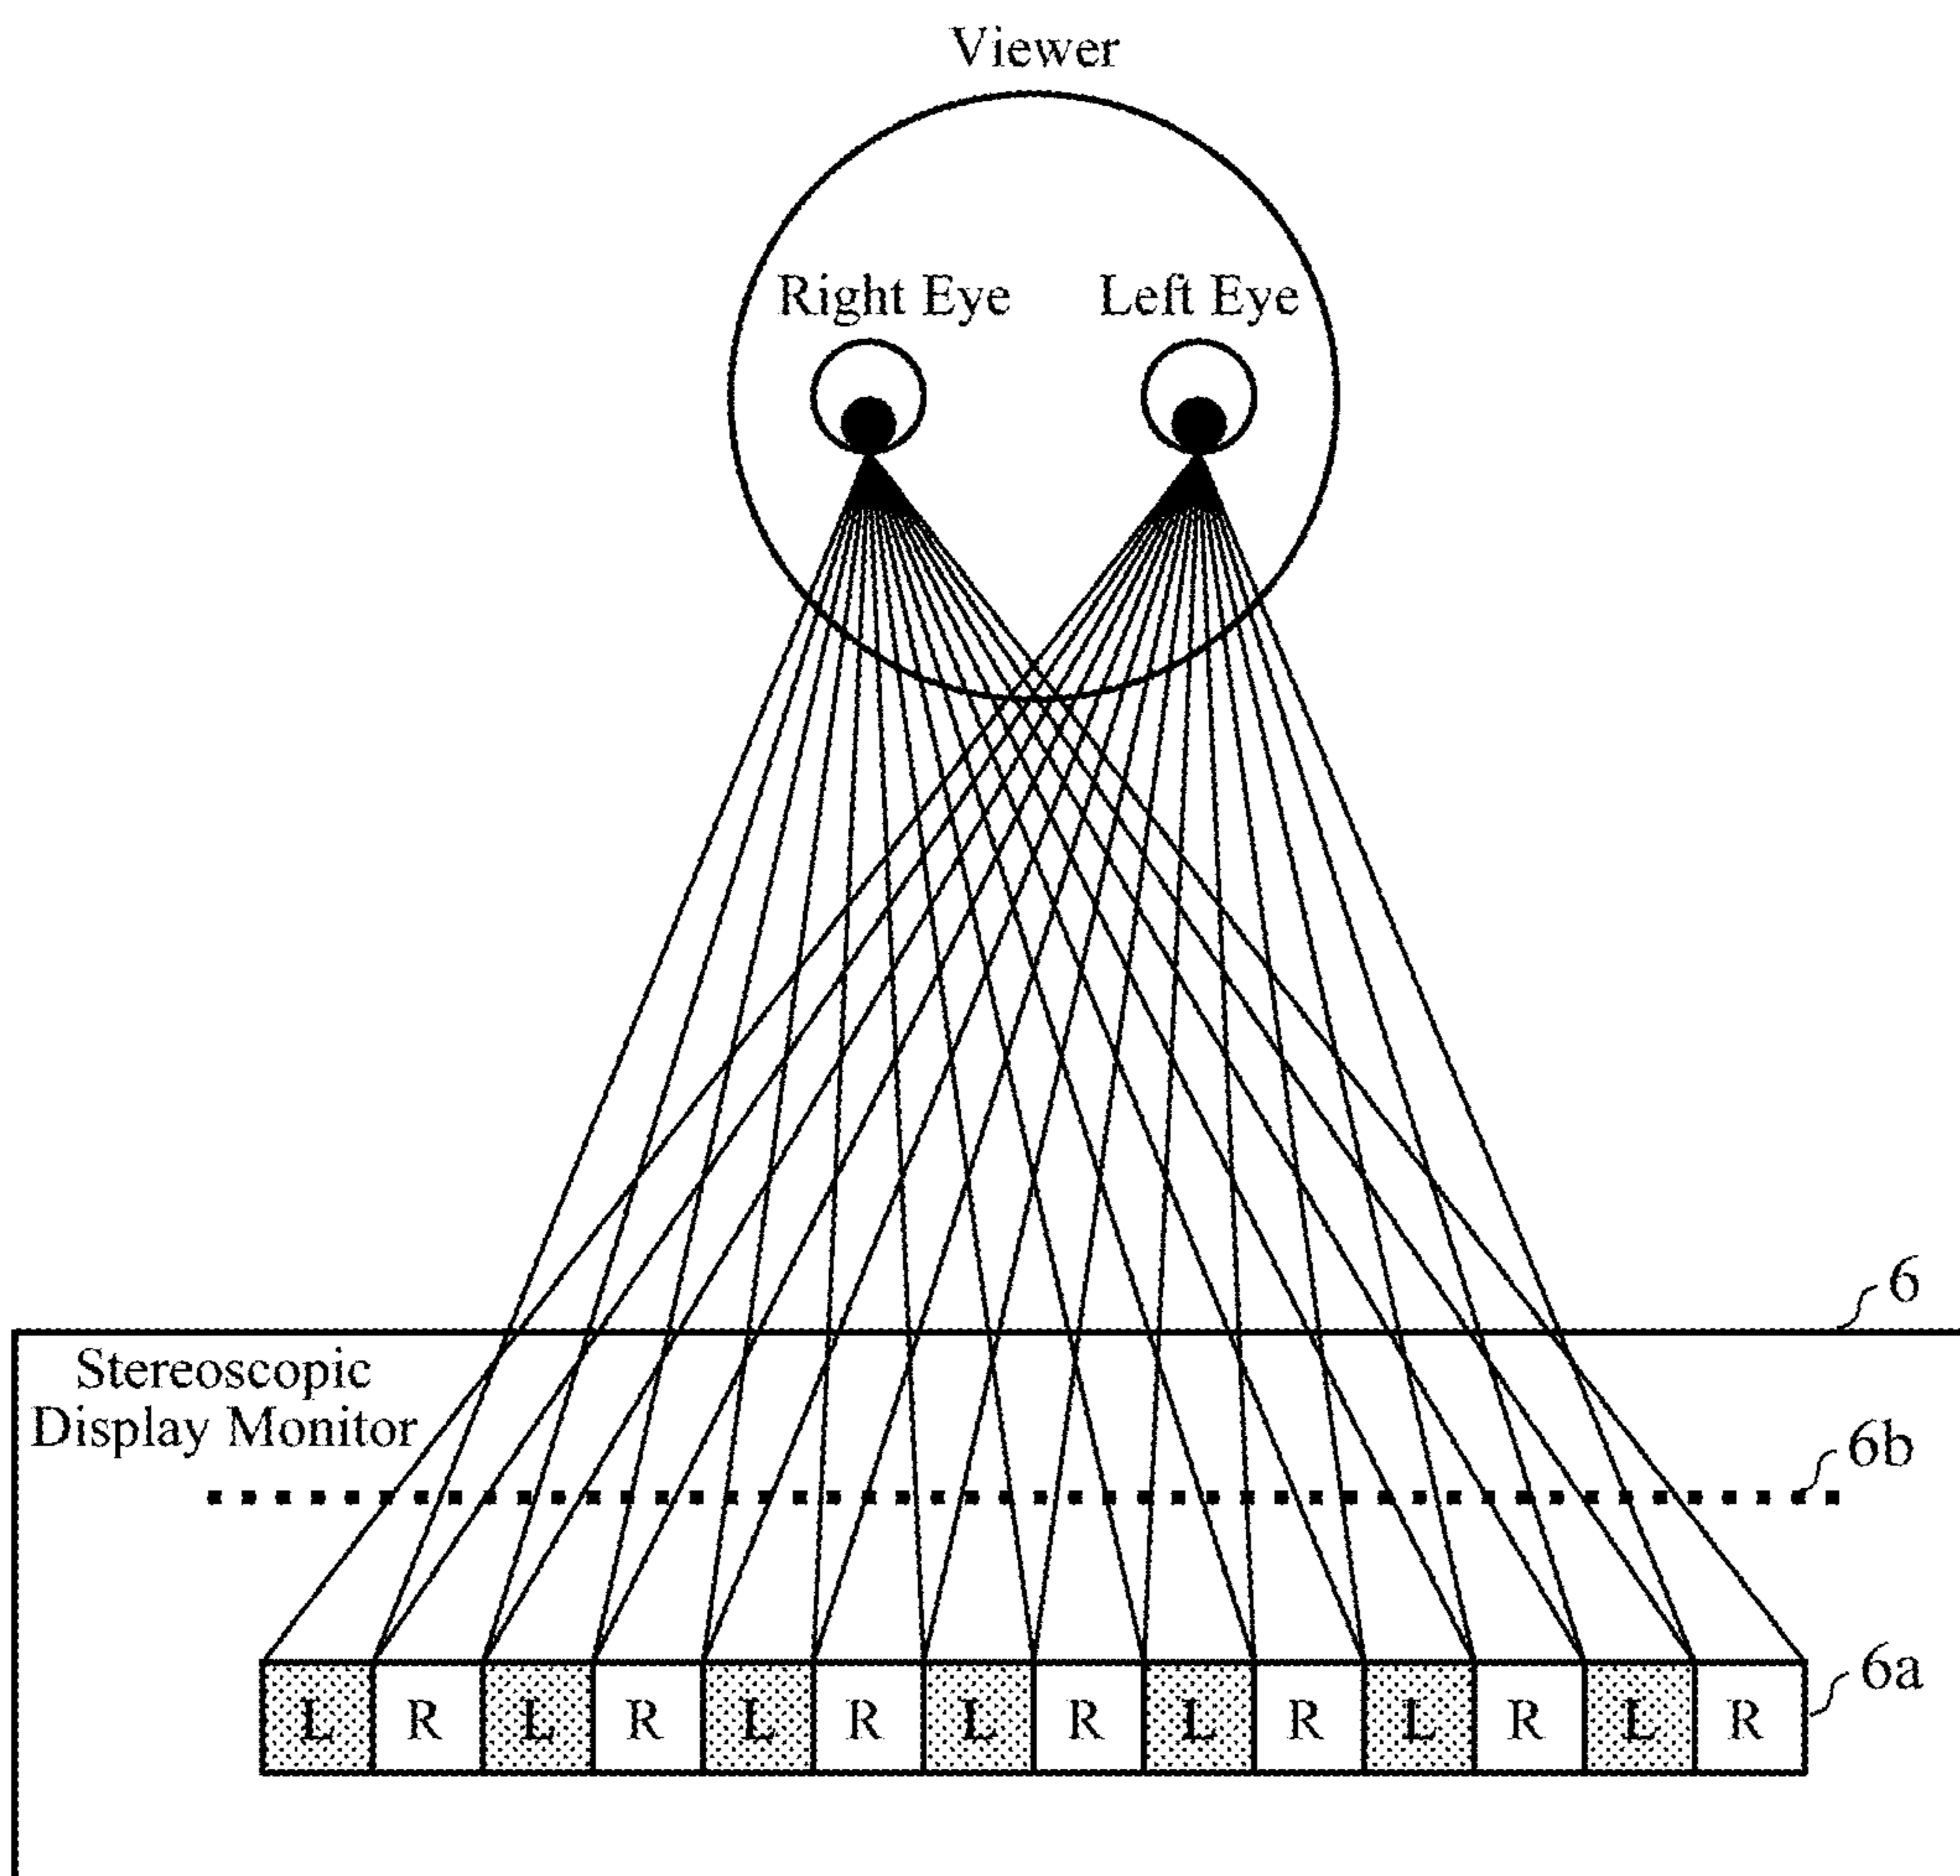 Viewer
Right Eye Left Eye
6
Stereoscopic
Display Monitor
6b
6a
L R L R L R L R L R L R L R